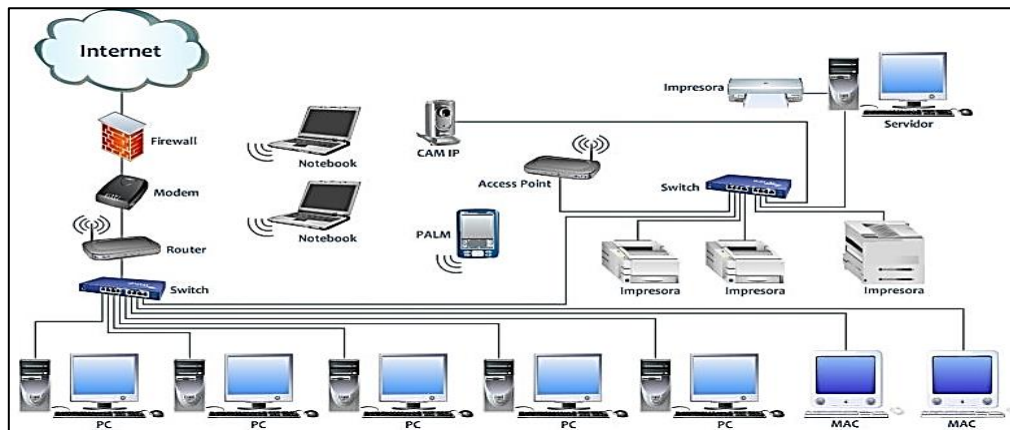 Internet
Impresora
Servidor
Firewall
Notebook
CAM IP
Access Point
Switch
Modem
Notebook
PALM
Router
Impresora
Impresora
Impresora
Switch
PC
PC
PC
PC
PC
MAC
MAC